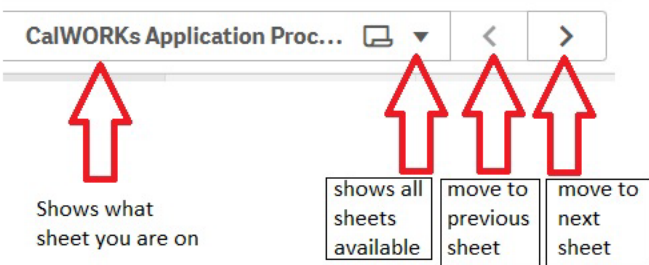 CalWORKs Application Proc...
Shows what
sheet you are on
shows all
sheets
available
move to
previous
sheet
move to
next
sheet